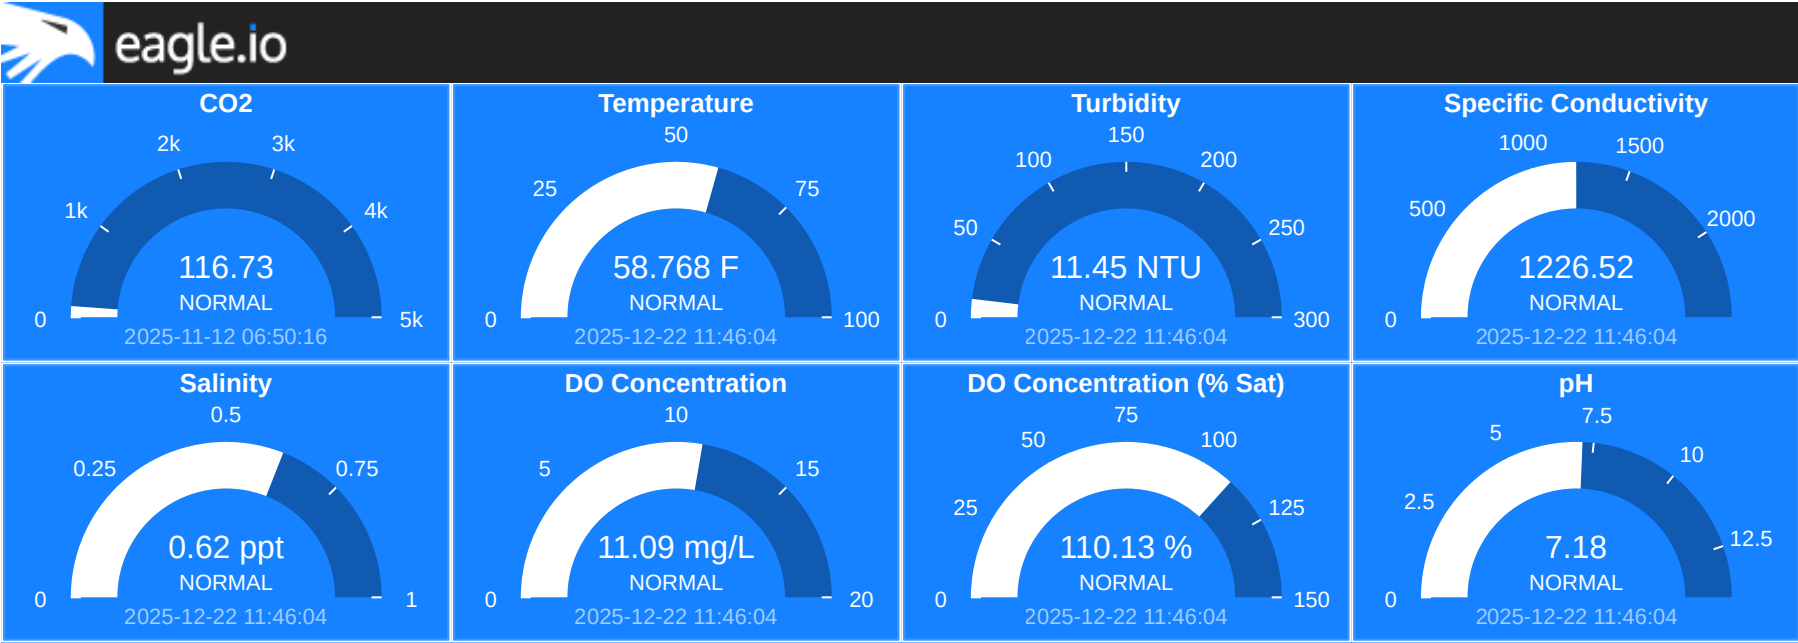 eagle.io
CO2
2k
3k
1k
4k
116.73
NORMAL
0
5k
2025-11-12 06:50:16
Temperature
50
25
75
58.768 F
NORMAL
0
100
2025-12-22 11:46:04
Turbidity
150
100
200
50
250
11.45 NTU
NORMAL
0
300
2025-12-22 11:46:04
Specific Conductivity
1000
1500
500
2000
1226.52
NORMAL
0
2025-12-22 11:46:04
Salinity
0.5
0.25
0.75
0.62 ppt
NORMAL
0
1
2025-12-22 11:46:04
DO Concentration
10
5
15
11.09 mg/L
NORMAL
0
20
2025-12-22 11:46:04
DO Concentration (% Sat)
75
50
100
25
125
110.13 %
NORMAL
0
150
2025-12-22 11:46:04
pH
7.5
5
10
2.5
12.5
7.18
NORMAL
0
2025-12-22 11:46:04